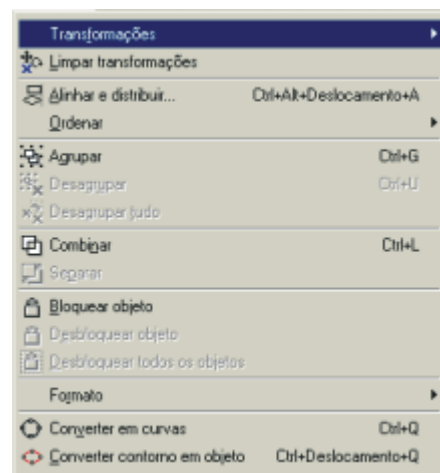 Transformações
Limpar transformações
Alinhar e distribuir... Ctrl+Alt+Deslocamento+A
Ordenar
Agrupar Ctrl+G
Desagrupar Ctrl+U
Desagrupar tudo
Combinar Ctrl+L
Separar
Bloquear objeto
Desbloquear objeto
Desbloquear todos os objetos
Formato
Converter em curvas Ctrl+Q
Converter contorno em objeto Ctrl+Deslocamento+Q